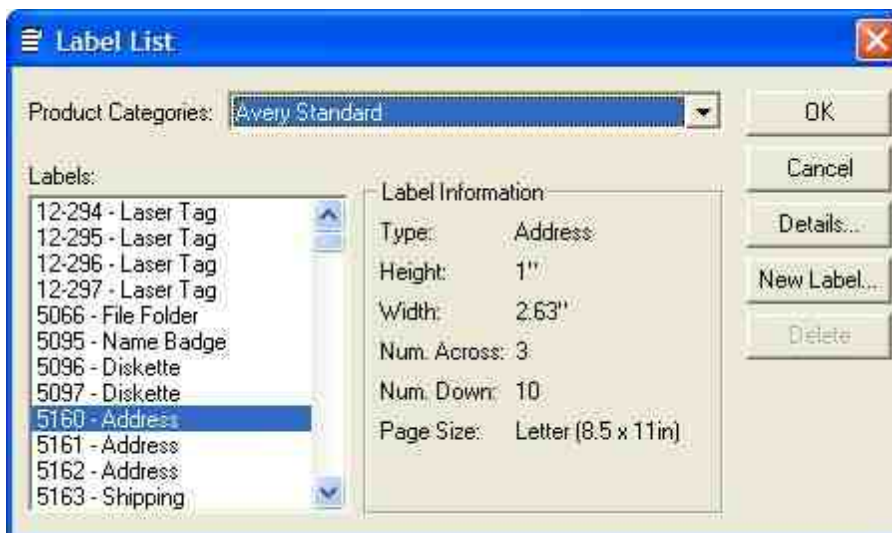 Label List
Product Categories: Avery Standard
OK
Cancel
Details...
New Label...
Delete
Labels:
12-294 - Laser Tag
12-295 - Laser Tag
12-296 - Laser Tag
12-297 - Laser Tag
5066 - File Folder
5095 - Name Badge
5096 - Diskette
5097 - Diskette
5160 - Address
5161 - Address
5162 - Address
5163 - Shipping
Label Information
Type: Address
Height: 1"
Width: 2.63"
Num. Across: 3
Num. Down: 10
Page Size: Letter (8.5 x 11in)